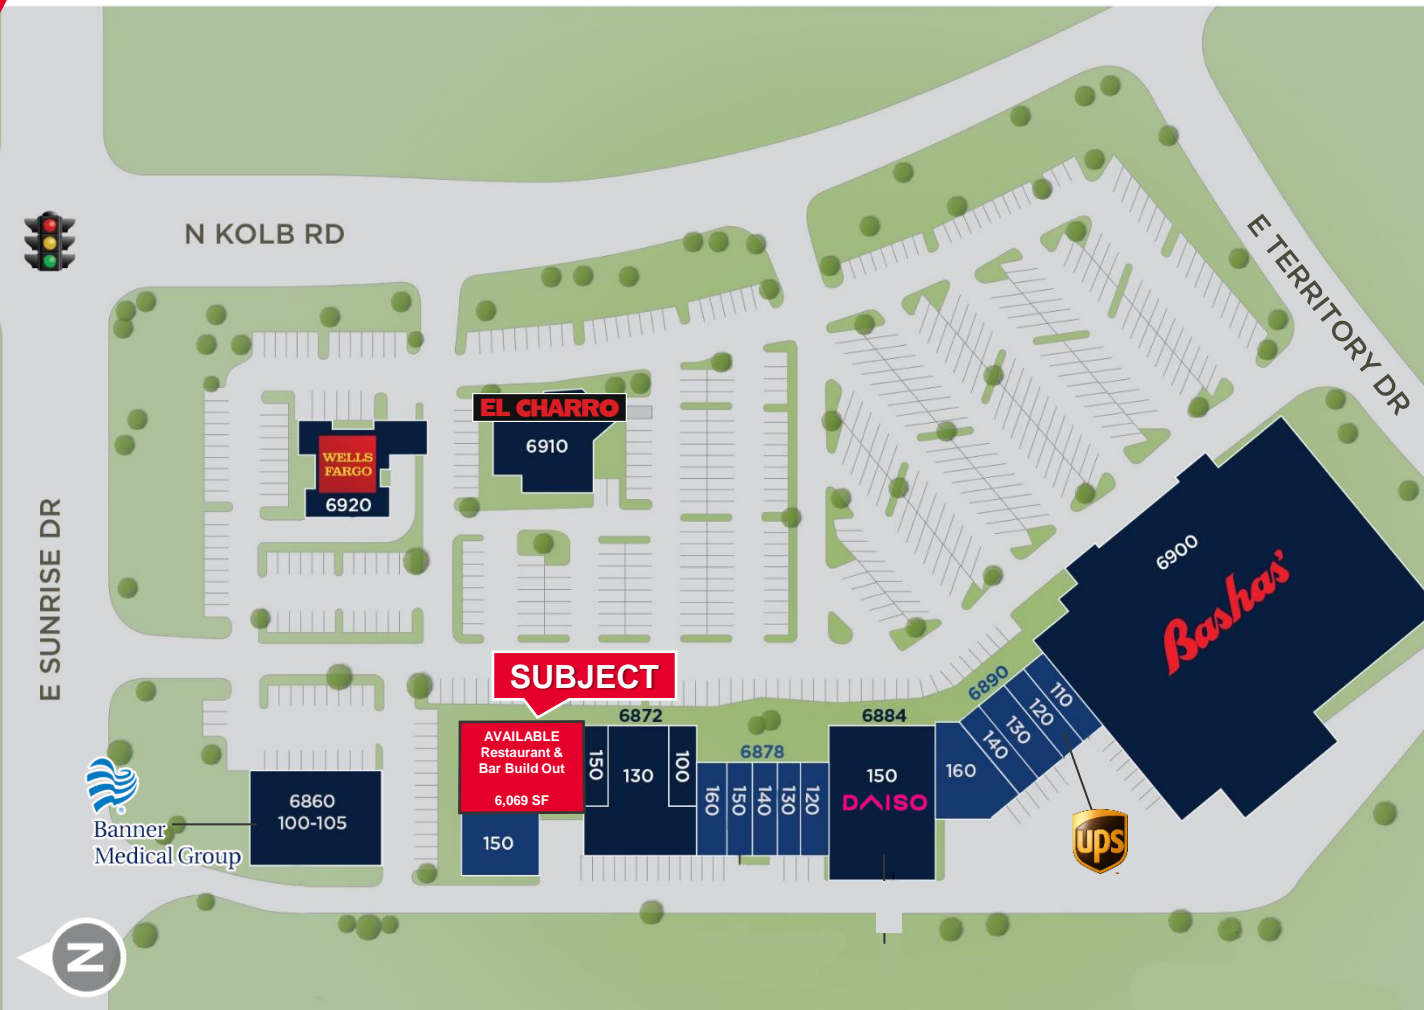 N KOLB RD
E TERRITORY DR
E SUNRISE DR
EL CHARRO
6910
WELLS
FARGO
6920
6900
Bashas'
SUBJECT
AVAILABLE
Restaurant &
Bar Build Out
6,069 SF
150
6872
150
130
100
6878
160
150
140
130
120
6884
150
DAISO
6890
160
140
130
120
110
ups
6860
100-105
Banner
Medical Group
N